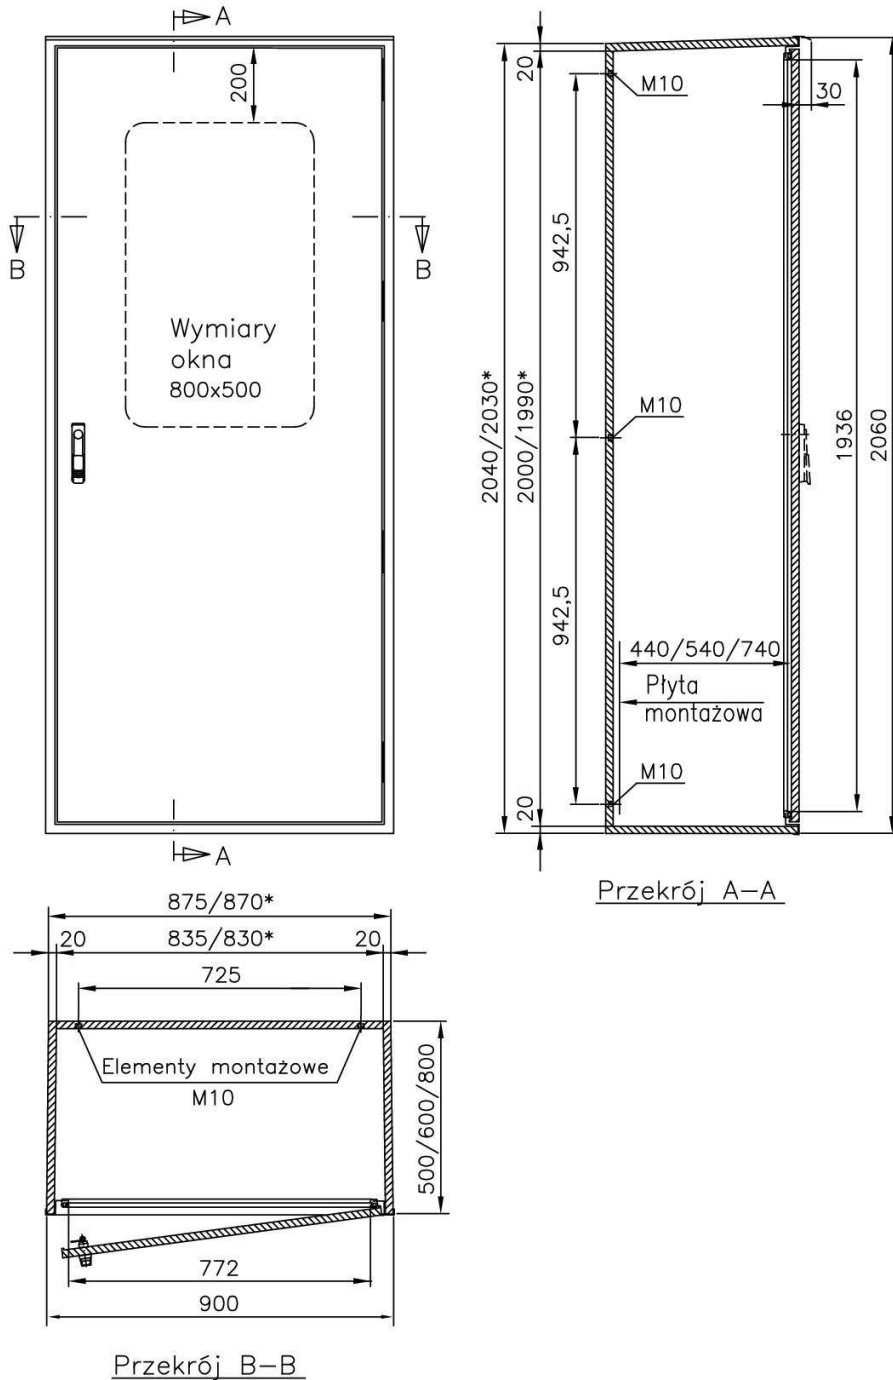 A
200
B
B
Wymiary
okna
800x500
A
20
M10
30
942,5
M10
2040/2030*
2000/1990*
1936
2060
942,5
440/540/740
Płyta
montażowa
M10
20
Przekrój A–A
875/870*
20
835/830*
20
725
Elementy montażowe
M10
500/600/800
772
900
Przekrój B–B